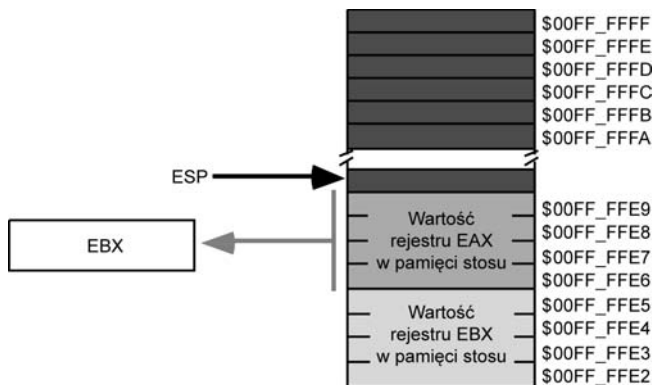 $00FF_FFFF
$00FF_FFFE
$00FF_FFFD
$00FF_FFFC
$00FF_FFFB
$00FF_FFFA
ESP
EBX
Wartość
rejestru EAX
w pamięci stosu
$00FF_FFE9
$00FF_FFE8
$00FF_FFE7
$00FF_FFE6
Wartość
rejestru EBX
w pamięci stosu
$00FF_FFE5
$00FF_FFE4
$00FF_FFE3
$00FF_FFE2